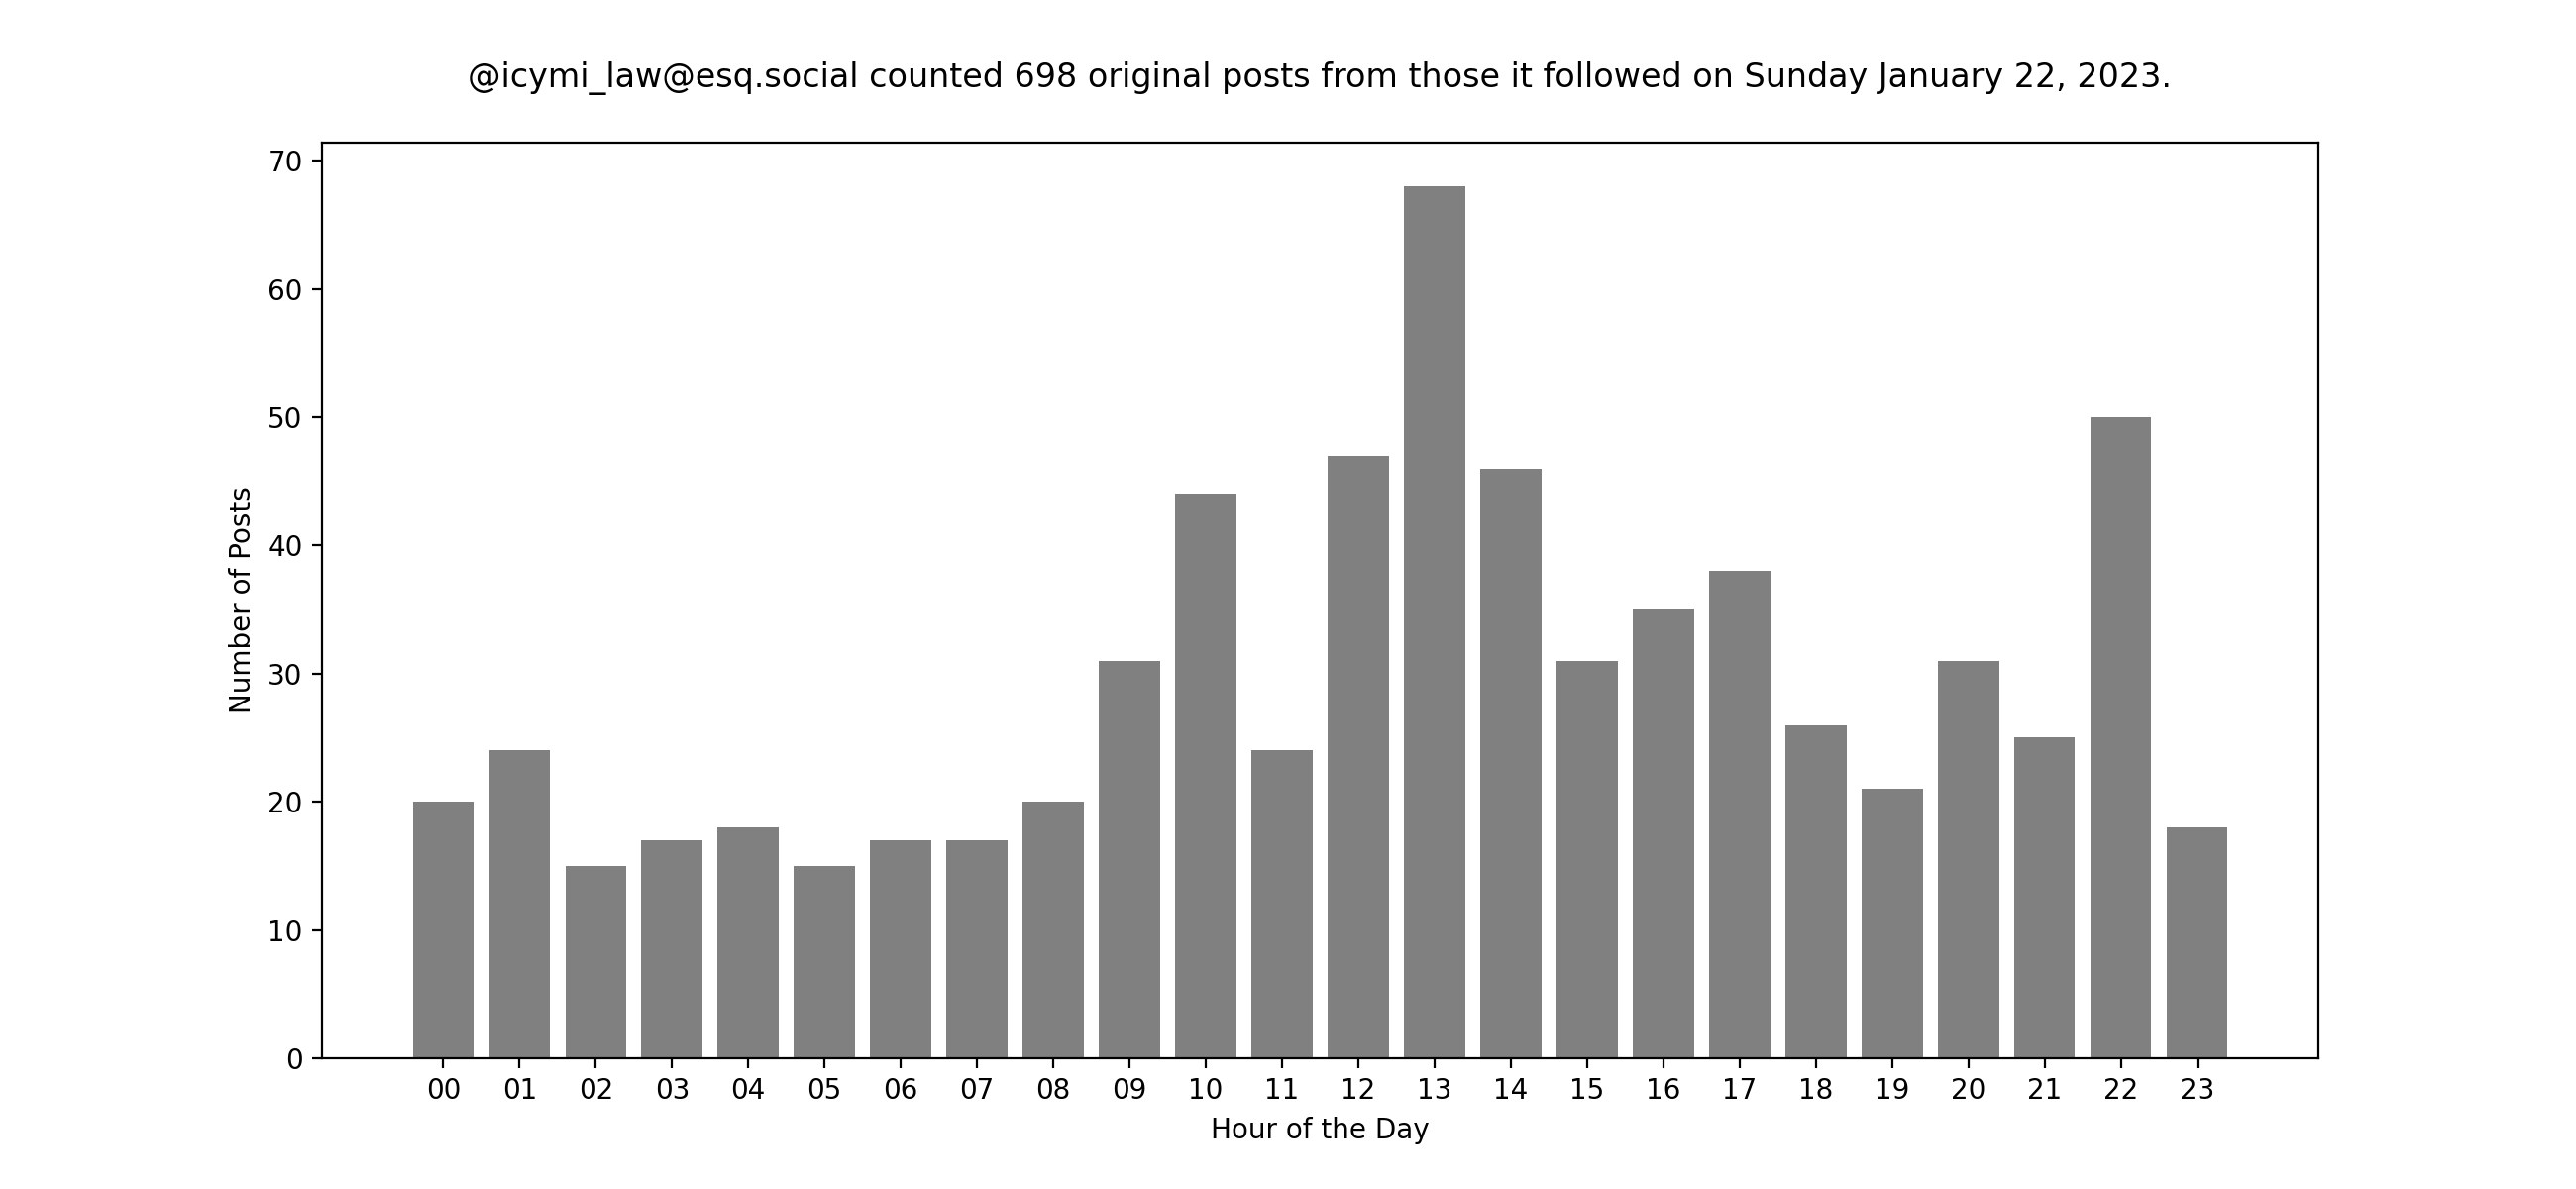 @icymi_law@esq.social counted 698 original posts from those it followed on Sunday January 22, 2023.
70
60
50
40
30
20
10
0
Number of Posts
00 01 02 03 04 05 06 07 08 09 10 11 12 13 14 15 16 17 18 19 20 21 22 23
Hour of the Day